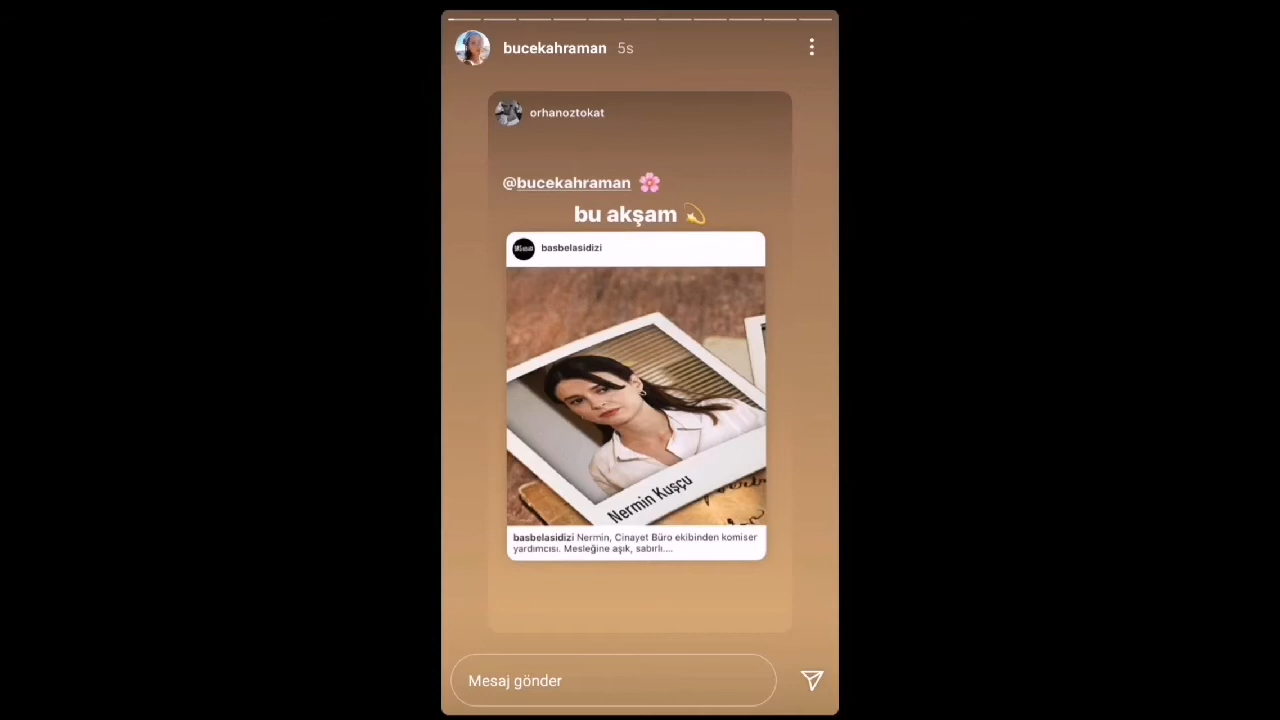 bucekahraman 5s
orhanoztokat
@bucekahraman 🌸
bu akşam 💫
basbelasidizi
Nermin Kuşçu
basbelasidizi Nermin, Cinayet Büro ekibinden komiser
yardımcısı. Mesleğine aşık, sabırlı....
Mesaj gönder